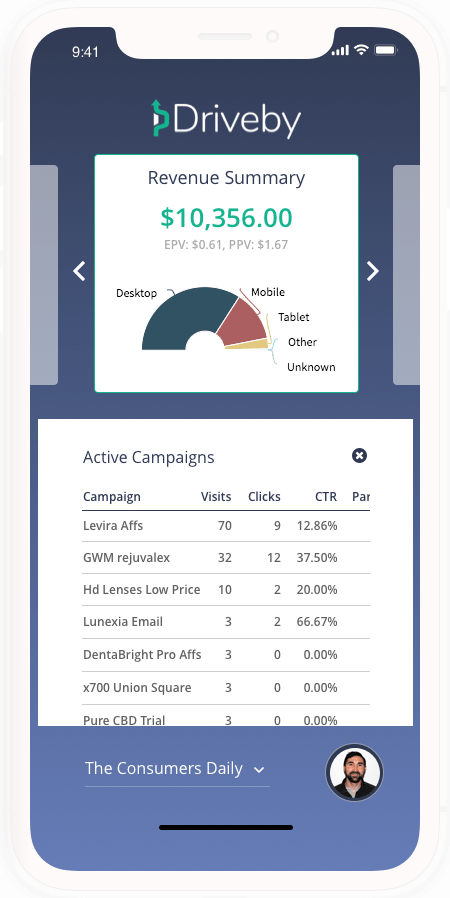 9:41
Driveby
Revenue Summary
$10,356.00
EPV: $0.61, PPV: $1.67
Desktop
Mobile
Tablet
Other
Unknown
Active Campaigns
Campaign Visits Clicks CTR Par
Levira Affs 70 9 12.86%
GWM rejuvalex 32 12 37.50%
Hd Lenses Low Price 10 2 20.00%
Lunexia Email 3 2 66.67%
DentaBright Pro Affs 3 0 0.00%
x700 Union Square 3 0 0.00%
Pure CBD Trial 3 0 0.00%
The Consumers Daily